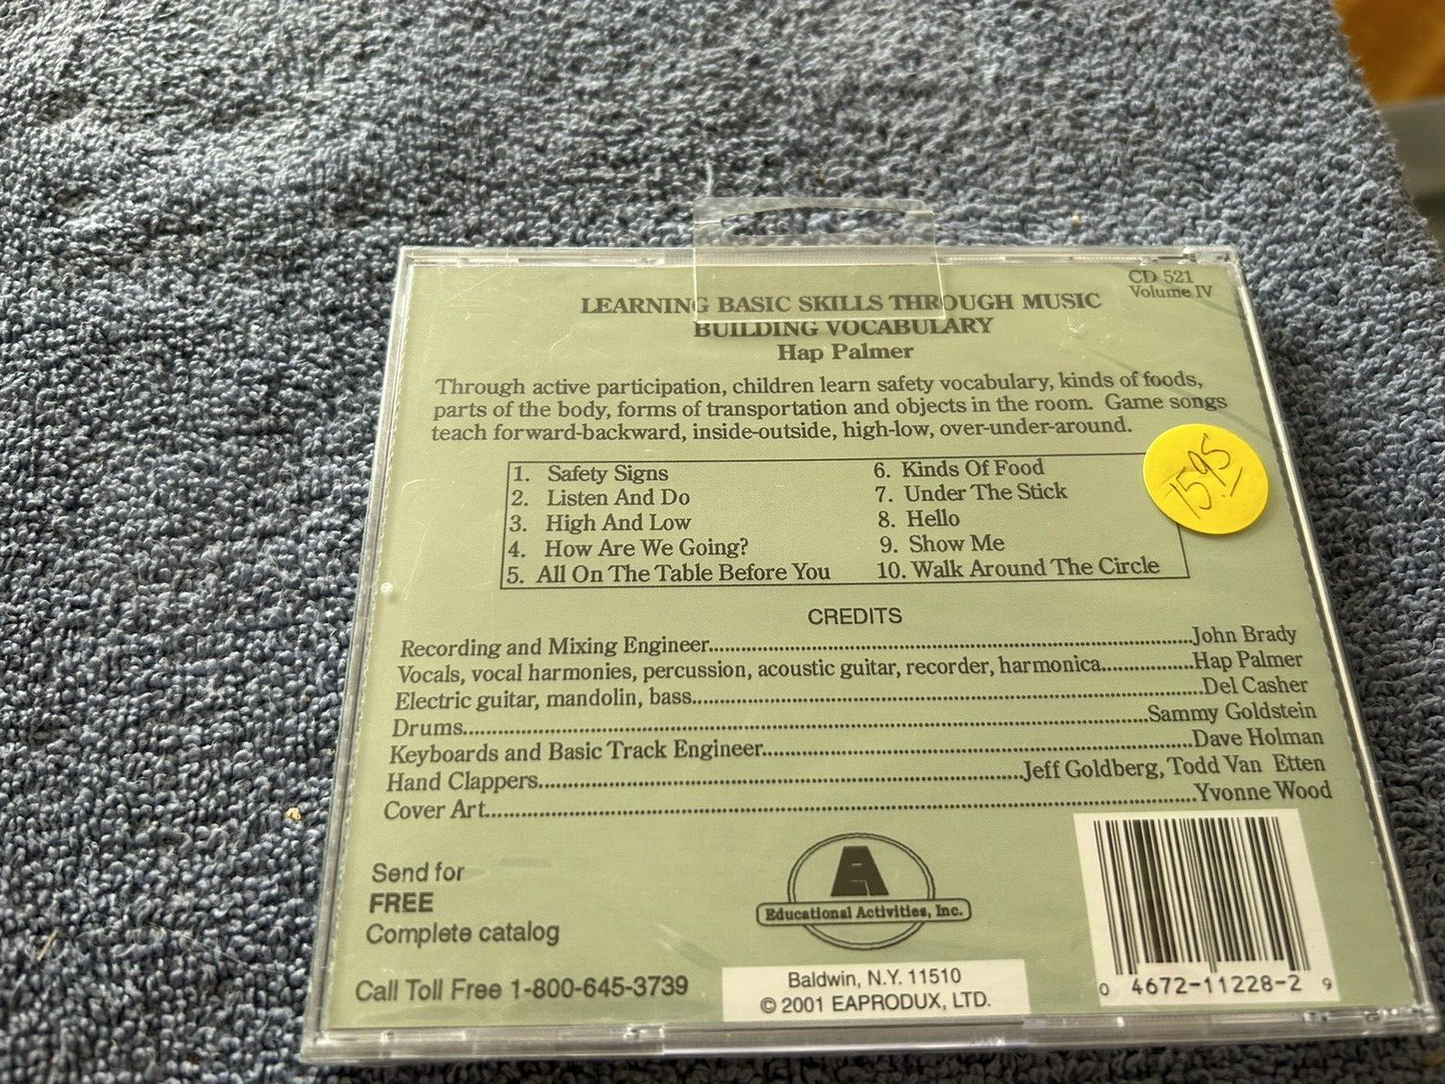 CD 521
Volume IV
LEARNING BASIC SKILLS THROUGH MUSIC
BUILDING VOCABULARY
Hap Palmer
Through active participation, children learn safety vocabulary, kinds of foods,
parts of the body, forms of transportation and objects in the room. Game songs
teach forward-backward, inside-outside, high-low, over-under-around.
1. Safety Signs
2. Listen And Do
3. High And Low
4. How Are We Going?
5. All On The Table Before You
6. Kinds Of Food
7. Under The Stick
8. Hello
9. Show Me
10. Walk Around The Circle
1595
CREDITS
Recording and Mixing Engineer...John Brady
Vocals, vocal harmonies, percussion, acoustic guitar, recorder, harmonica...Hap Palmer
Electric guitar, mandolin, bass...Del Casher
Drums...Sammy Goldstein
Keyboards and Basic Track Engineer...Dave Holman
Hand Clappers...Jeff Goldberg, Todd Van Etten
Cover Art...Yvonne Wood
Send for
FREE
Complete catalog
Call Toll Free 1-800-645-3739
A
Educational Activities, Inc.
Baldwin, N.Y. 11510
© 2001 EAPRODUX, LTD.
0 4672-11228-2 9